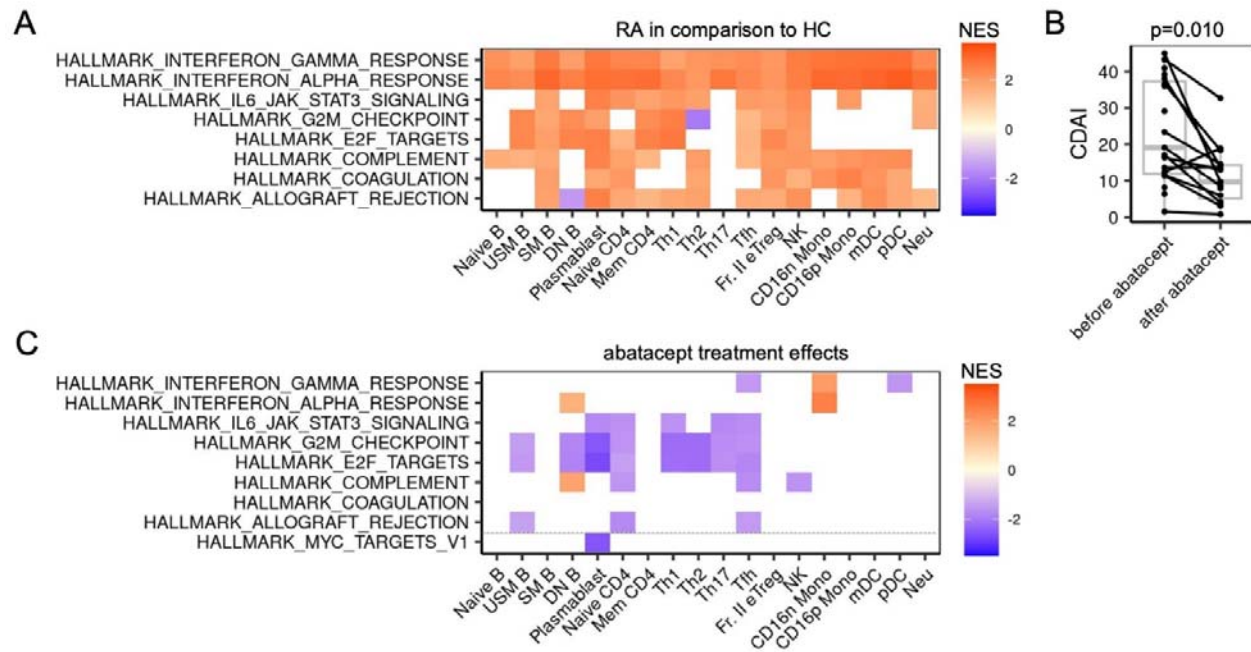 A
RA in comparison to HC
NES
HALLMARK_INTERFERON_GAMMA_RESPONSE
HALLMARK_INTERFERON_ALPHA_RESPONSE
HALLMARK_IL6_JAK_STAT3_SIGNALING
HALLMARK_G2M_CHECKPOINT
HALLMARK_E2F_TARGETS
HALLMARK_COMPLEMENT
HALLMARK_COAGULATION
HALLMARK_ALLOGRAFT_REJECTION
2
0
-2
Naive B
USM B
SM B
DN B
Plasmablast
Naive CD4
Mem CD4
Th1
Th2
Th17
Tfh
Fr. II eTreg
NK
CD16n Mono
CD16p Mono
mDC
pDC
Neu
B
p=0.010
CDAI
40
30
20
10
0
before abatacept
after abatacept
C
abatacept treatment effects
NES
HALLMARK_INTERFERON_GAMMA_RESPONSE
HALLMARK_INTERFERON_ALPHA_RESPONSE
HALLMARK_IL6_JAK_STAT3_SIGNALING
HALLMARK_G2M_CHECKPOINT
HALLMARK_E2F_TARGETS
HALLMARK_COMPLEMENT
HALLMARK_COAGULATION
HALLMARK_ALLOGRAFT_REJECTION
HALLMARK_MYC_TARGETS_V1
2
0
-2
Naive B
USM B
SM B
DN B
Plasmablast
Naive CD4
Mem CD4
Th1
Th2
Th17
Tfh
Fr. II eTreg
NK
CD16n Mono
CD16p Mono
mDC
pDC
Neu